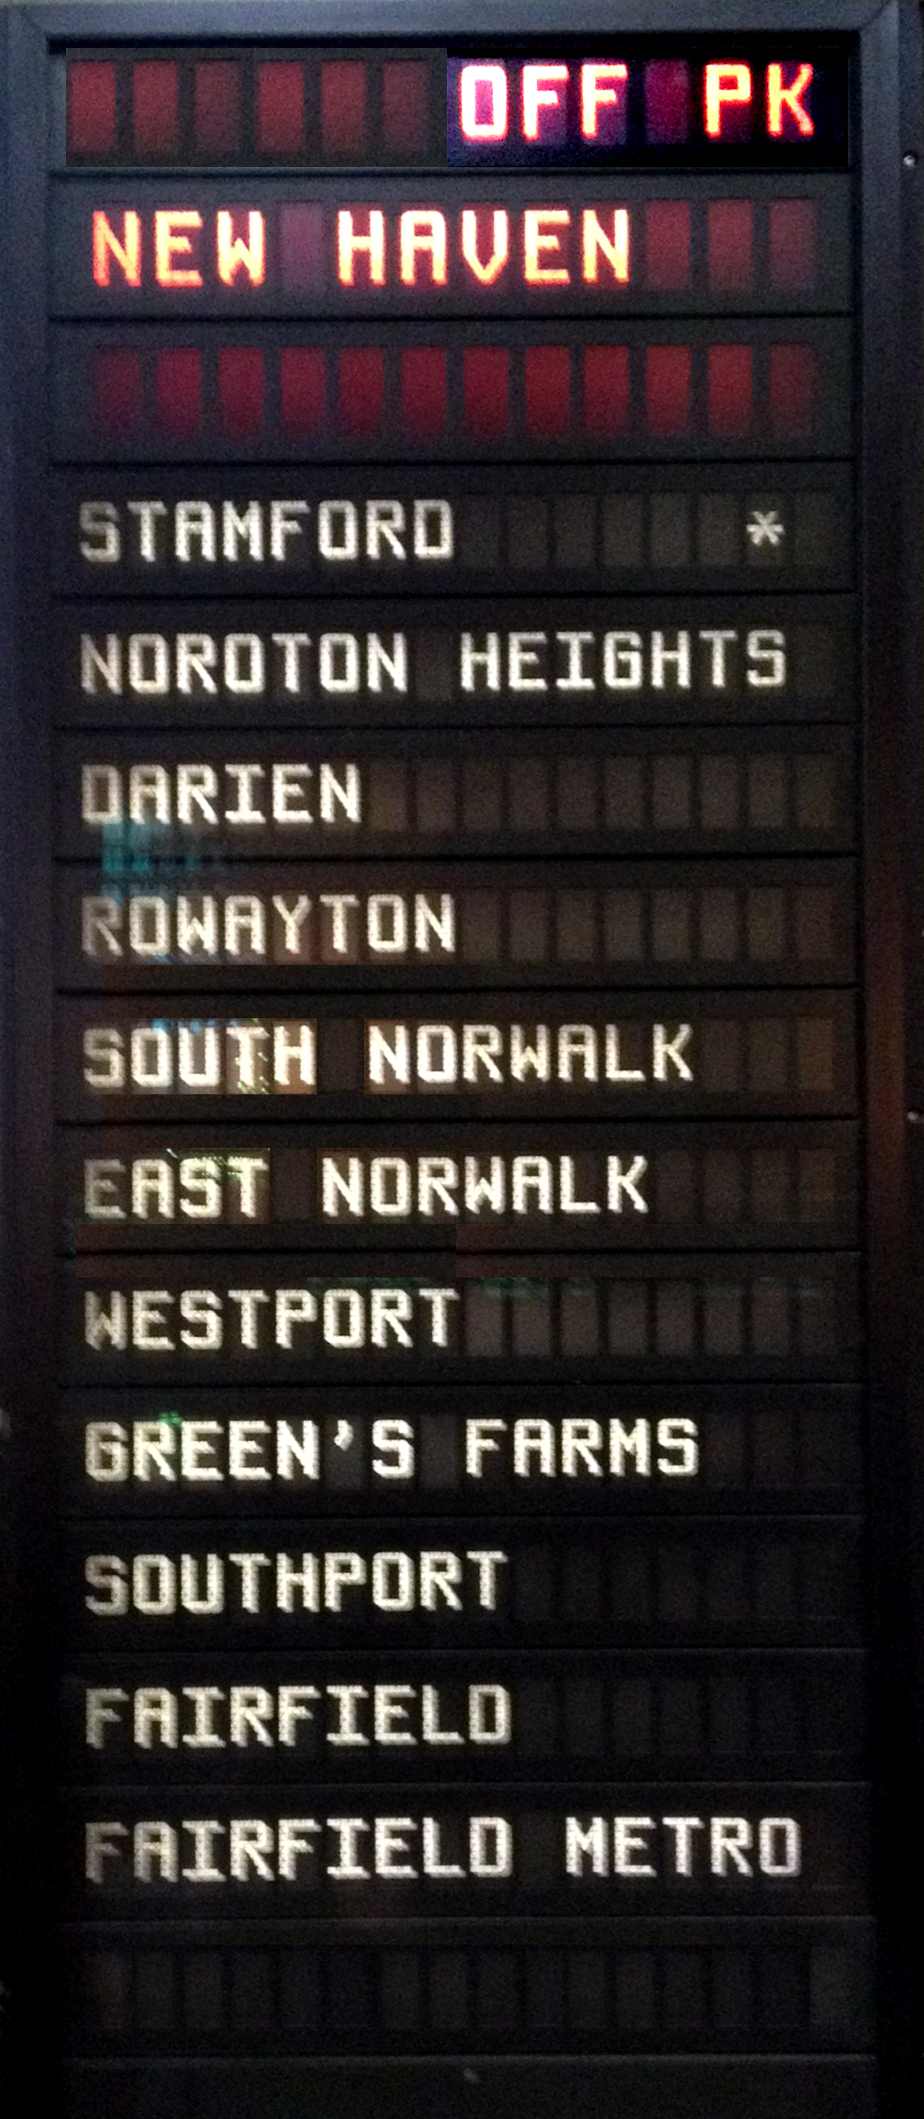 OFF PK
NEW HAVEN
STAMFORD *
NOROTON HEIGHTS
DARIEN
ROWAYTON
SOUTH NORWALK
EAST NORWALK
WESTPORT
GREEN'S FARMS
SOUTHPORT
FAIRFIELD
FAIRFIELD METRO